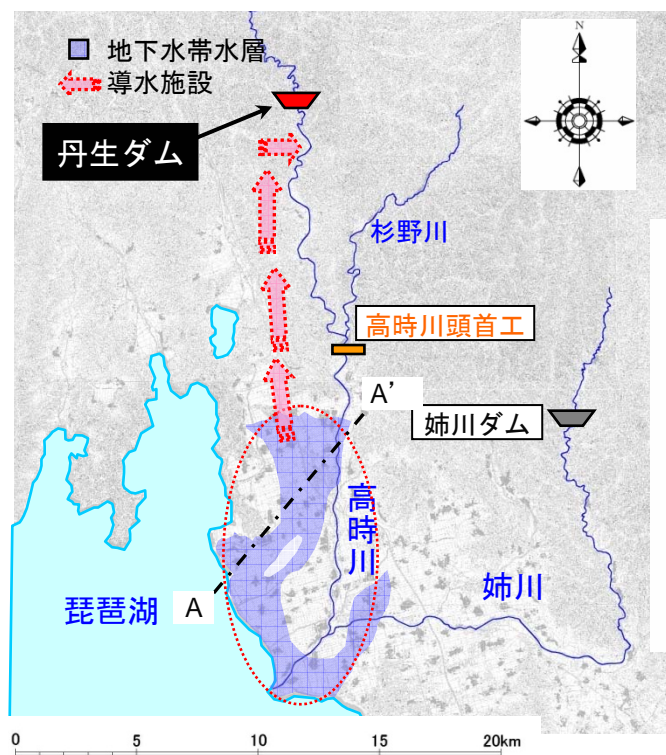 地下水帯水層
導水施設
丹生ダム
杉野川
高時川頭首工
A’
姉川ダム
高時川
姉川
琵琶湖
A
0 5 10 15 20km